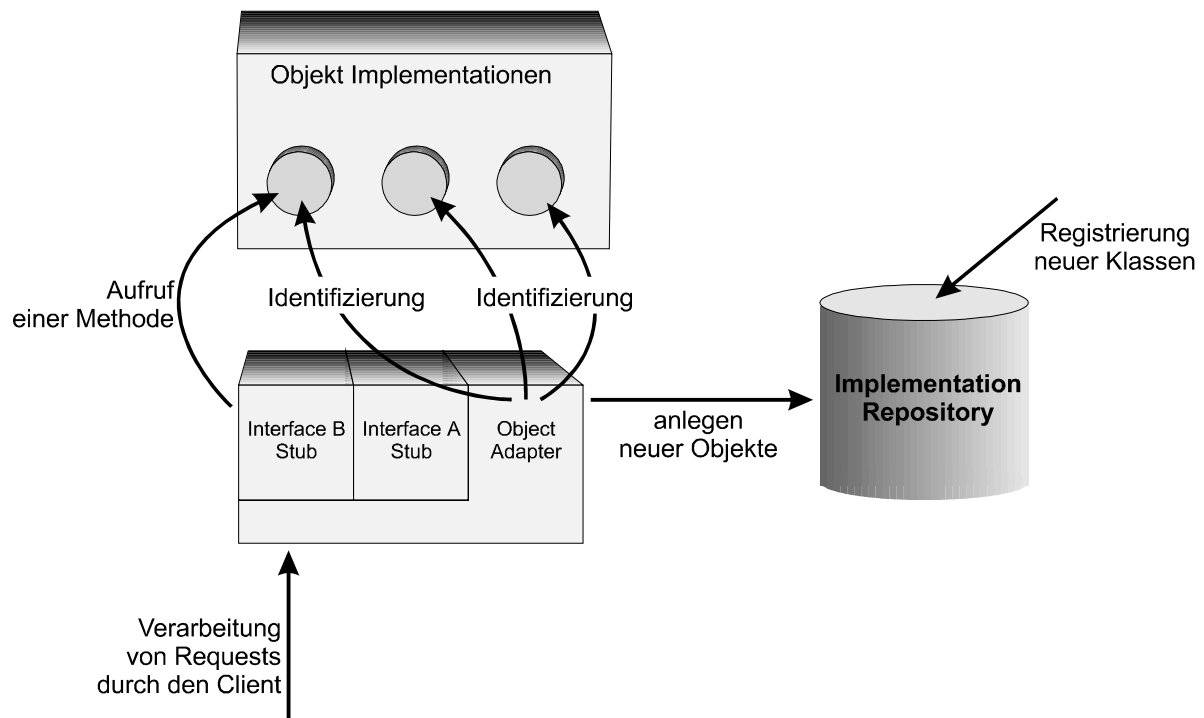 Objekt Implementationen
Registrierung
neuer Klassen
Aufruf
einer Methode
Identifizierung
Identifizierung
Implementation
Repository
Interface B
Stub
Interface A
Stub
Object
Adapter
anlegen
neuer Objekte
Verarbeitung
von Requests
durch den Client